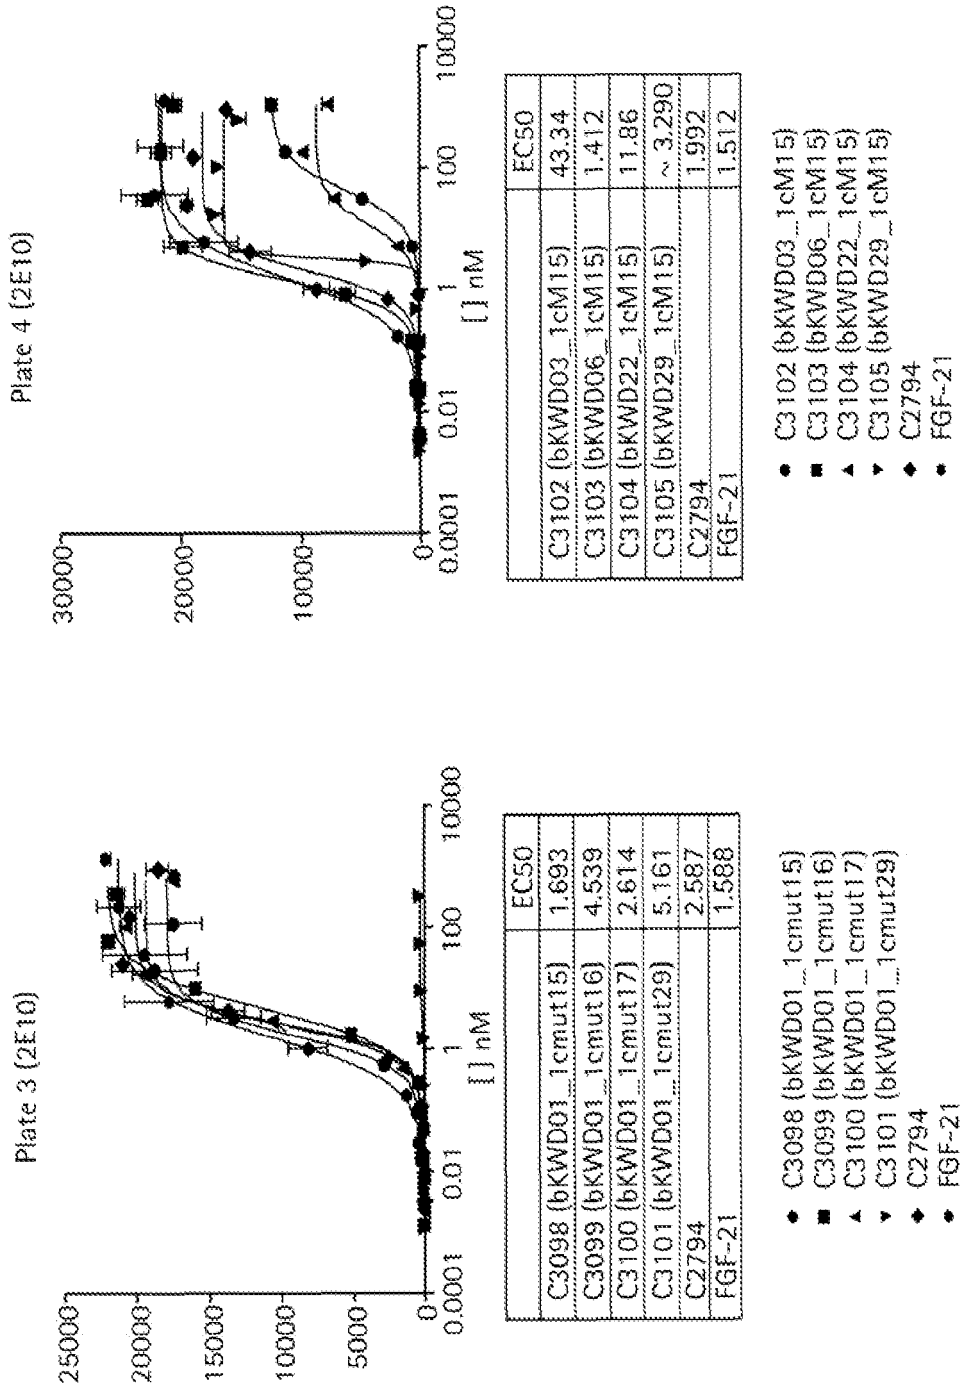 Plate 3 (2E10)
25000
20000
15000
10000
5000
0
0.0001
0.01
1
100
10000
[ ] nM
EC50
C3098 (bKWD01_1cmut15) 1.693
C3099 (bKWD01_1cmut16) 4.539
C3100 (bKWD01_1cmut17) 2.614
C3101 (bKWD01_1cmut29) 5.161
C2794 2.587
FGF-21 1.588
C3098 (bKWD01_1cmut15)
C3099 (bKWD01_1cmut16)
C3100 (bKWD01_1cmut17)
C3101 (bKWD01_1cmut29)
C2794
FGF-21
Plate 4 (2E10)
30000
20000
10000
0
0.0001
0.01
1
100
10000
[ ] nM
EC50
C3102 (bKWD03_1cM15) 43.34
C3103 (bKWD06_1cM15) 1.412
C3104 (bKWD22_1cM15) 11.86
C3105 (bKWD29_1cM15) ~ 3.290
C2794 1.992
FGF-21 1.512
C3102 (bKWD03_1cM15)
C3103 (bKWD06_1cM15)
C3104 (bKWD22_1cM15)
C3105 (bKWD29_1cM15)
C2794
FGF-21